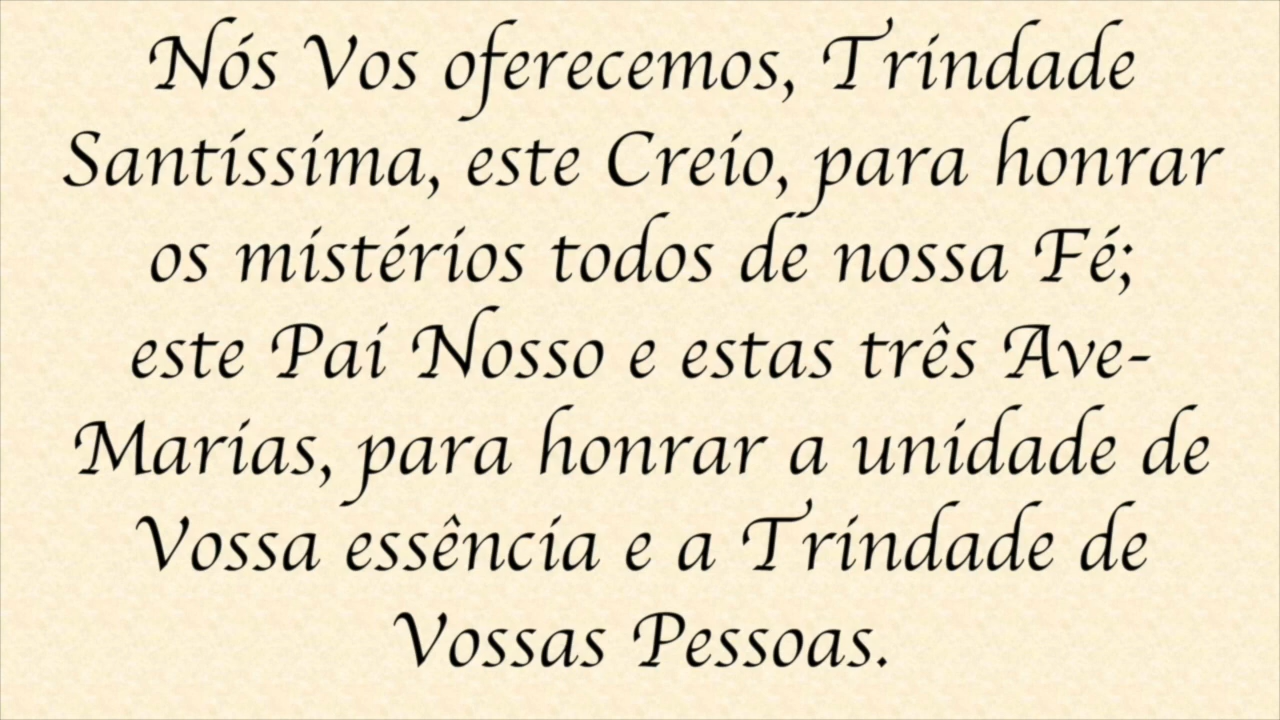 Nós Vos oferecemos, Trindade
Santíssima, este Creio, para honrar
os mistérios todos de nossa Fé;
este Pai Nosso e estas três Ave-
Marias, para honrar a unidade de
Vossa essência e a Trindade de
Vossas Pessoas.